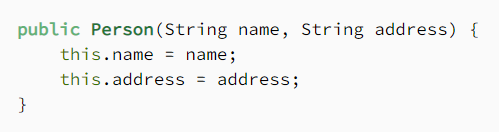 public Person(String name, String address) {
    this.name = name;
    this.address = address;
}